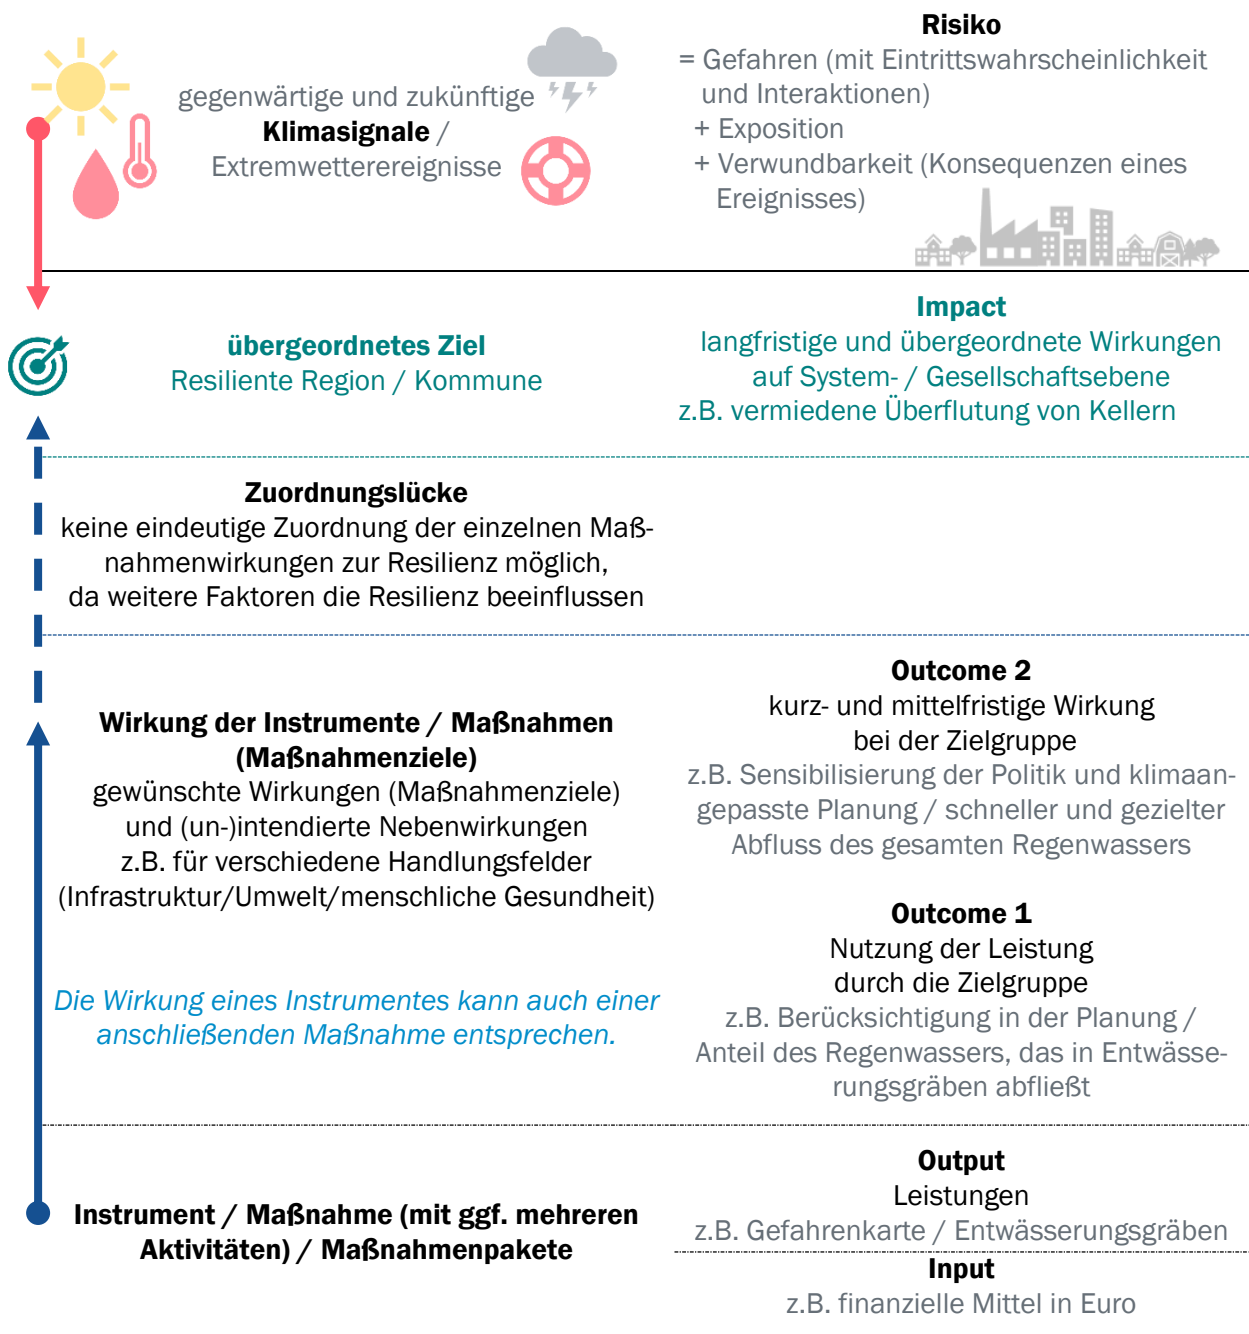 gegenwärtige und zukünftige
Klimasignale /
Extremwetterereignisse
Risiko
= Gefahren (mit Eintrittswahrscheinlichkeit
und Interaktionen)
+ Exposition
+ Verwundbarkeit (Konsequenzen eines
Ereignisses)
übergeordnetes Ziel
Resiliente Region / Kommune
Impact
langfristige und übergeordnete Wirkungen
auf System- / Gesellschaftsebene
z.B. vermiedene Überflutung von Kellern
Zuordnungslücke
keine eindeutige Zuordnung der einzelnen Maß-
nahmenwirkungen zur Resilienz möglich,
da weitere Faktoren die Resilienz beeinflussen
Wirkung der Instrumente / Maßnahmen
(Maßnahmenziele)
gewünschte Wirkungen (Maßnahmenziele)
und (un-)intendierte Nebenwirkungen
z.B. für verschiedene Handlungsfelder
(Infrastruktur/Umwelt/menschliche Gesundheit)
Die Wirkung eines Instrumentes kann auch einer
anschließenden Maßnahme entsprechen.
Outcome 2
kurz- und mittelfristige Wirkung
bei der Zielgruppe
z.B. Sensibilisierung der Politik und klimaan-
gepasste Planung / schneller und gezielter
Abfluss des gesamten Regenwassers
Outcome 1
Nutzung der Leistung
durch die Zielgruppe
z.B. Berücksichtigung in der Planung /
Anteil des Regenwassers, das in Entwässe-
rungsgräben abfließt
Instrument / Maßnahme (mit ggf. mehreren
Aktivitäten) / Maßnahmenpakete
Output
Leistungen
z.B. Gefahrenkarte / Entwässerungsgräben
Input
z.B. finanzielle Mittel in Euro